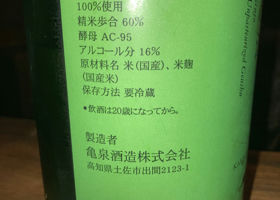 100%使用
精米歩合 60%
酵母 AC-95
アルコール分 16%
原材料名 米(国産)、米麹
(国産米)
保存方法 要冷蔵
*飲酒は20歳になってから。
製造者
亀泉酒造株式会社
高知県土佐市出間2123-1
Unpasteurized Genshu